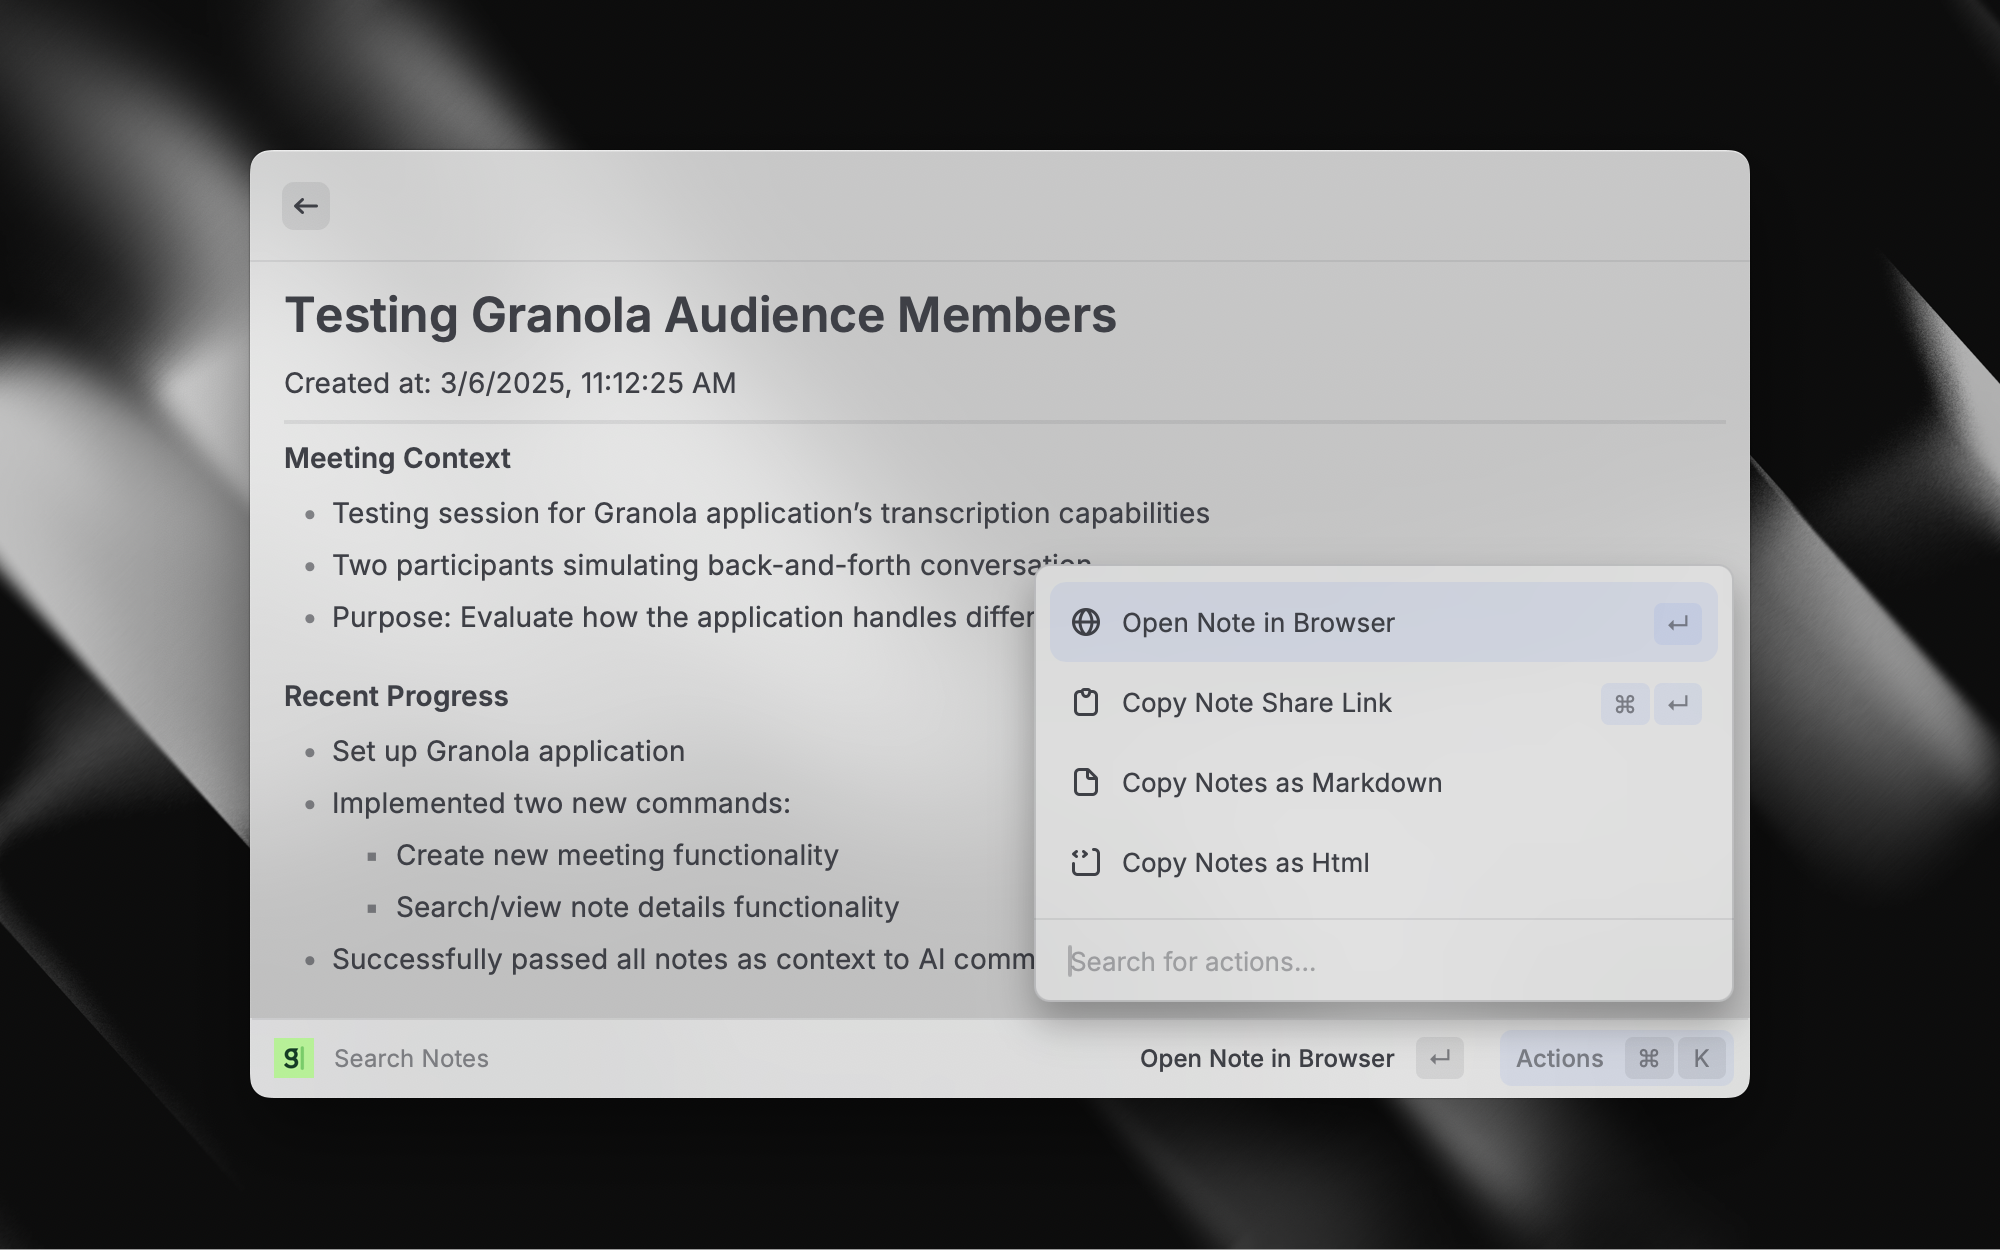 Testing Granola Audience Members
Created at: 3/6/2025, 11:12:25 AM
Meeting Context
Testing session for Granola application’s transcription capabilities
Two participants simulating back-and-forth conversation
Purpose: Evaluate how the application handles differ
Recent Progress
Set up Granola application
Implemented two new commands:
Create new meeting functionality
Search/view note details functionality
Successfully passed all notes as context to AI comm
Open Note in Browser ↵
Copy Note Share Link ⌘ ↵
Copy Notes as Markdown
Copy Notes as Html
Search for actions...
g Search Notes
Open Note in Browser ↵
Actions ⌘ K